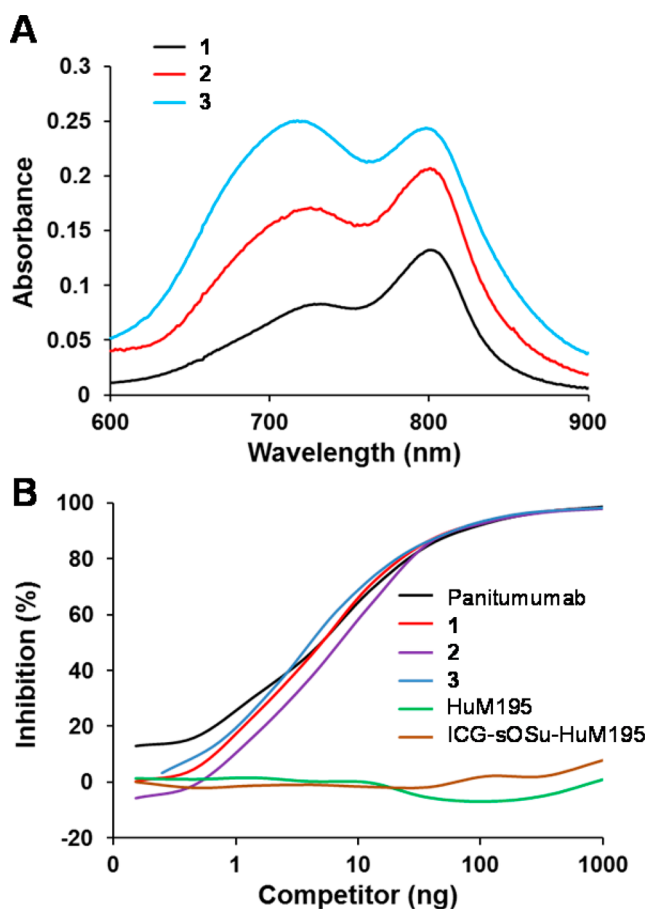 A
1
2
3
0.3
0.25
0.2
0.15
0.1
0.05
0
Absorbance
600 700 800 900
Wavelength (nm)
B
100
80
60
40
20
0
-20
Inhibition (%)
Panitumumab
1
2
3
HuM195
ICG-sOSu-HuM195
0 1 10 100 1000
Competitor (ng)